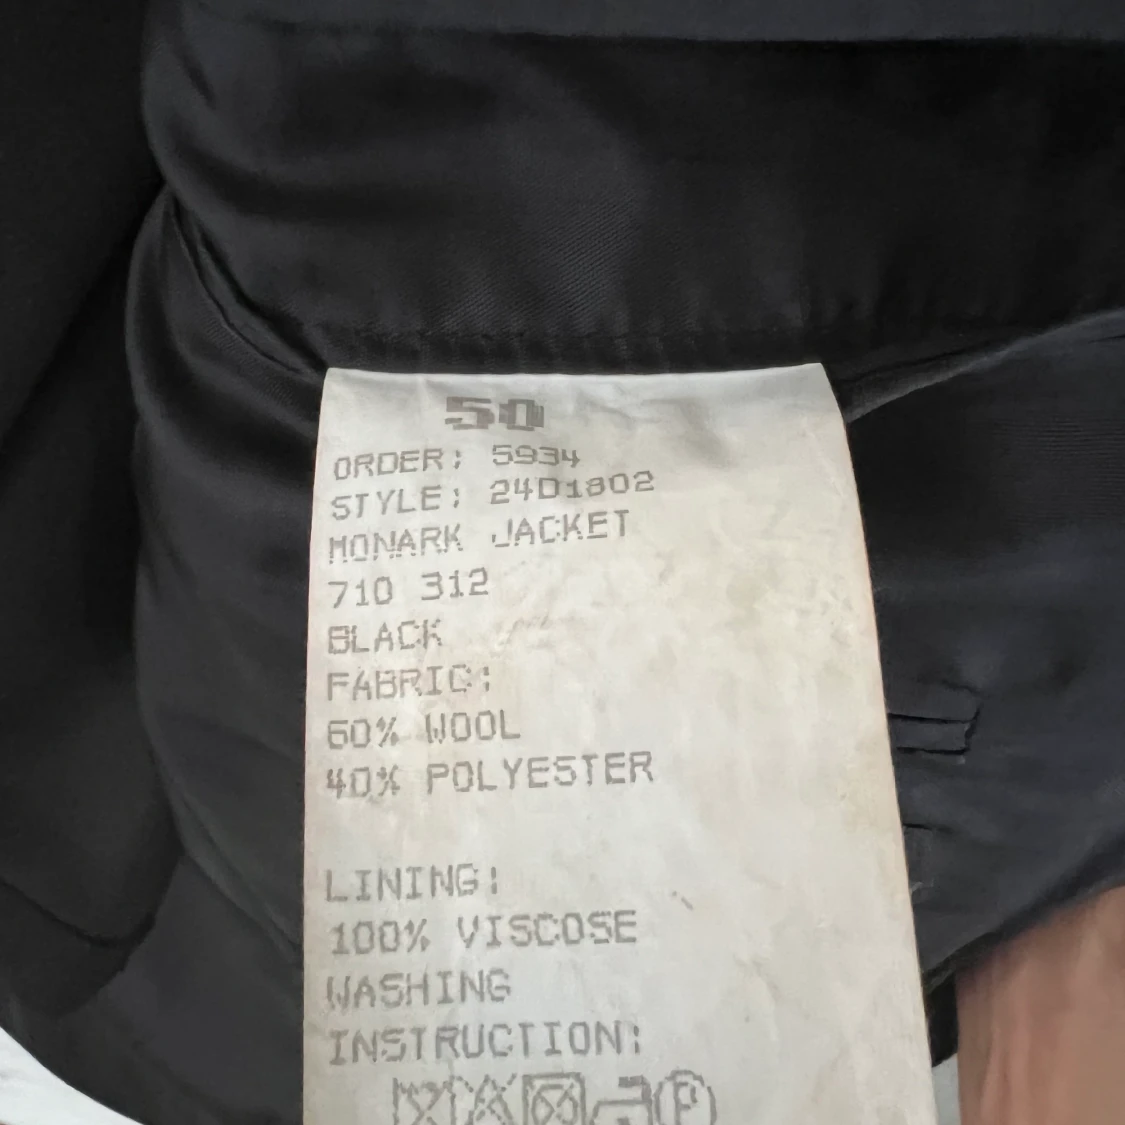 50
ORDER: 5934
STYLE: 24D1802
MONARK JACKET
710 312
BLACK
FABRIC:
60% WOOL
40% POLYESTER
LINING:
100% VISCOSE
WASHING
INSTRUCTION:
P